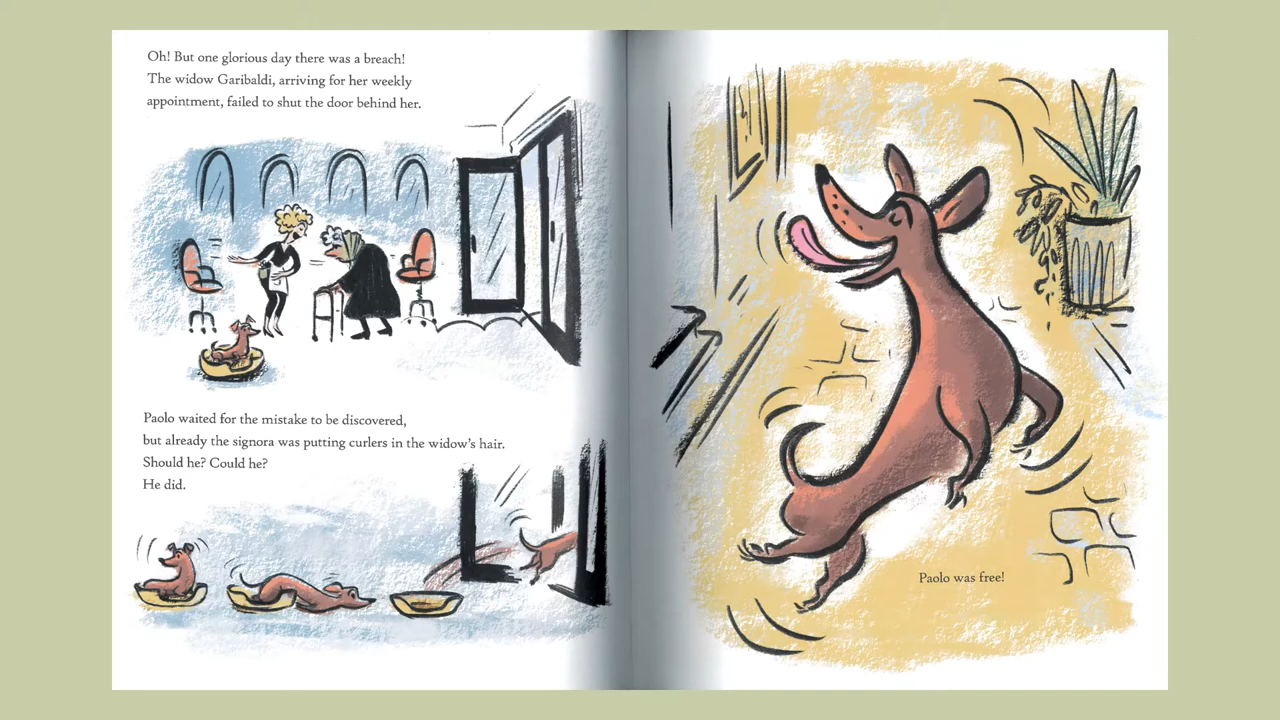 Oh! But one glorious day there was a breach!
The widow Garibaldi, arriving for her weekly
appointment, failed to shut the door behind her.
Paolo waited for the mistake to be discovered,
but already the signora was putting curlers in the widow's hair.
Should he? Could he?
He did.
Paolo was free!